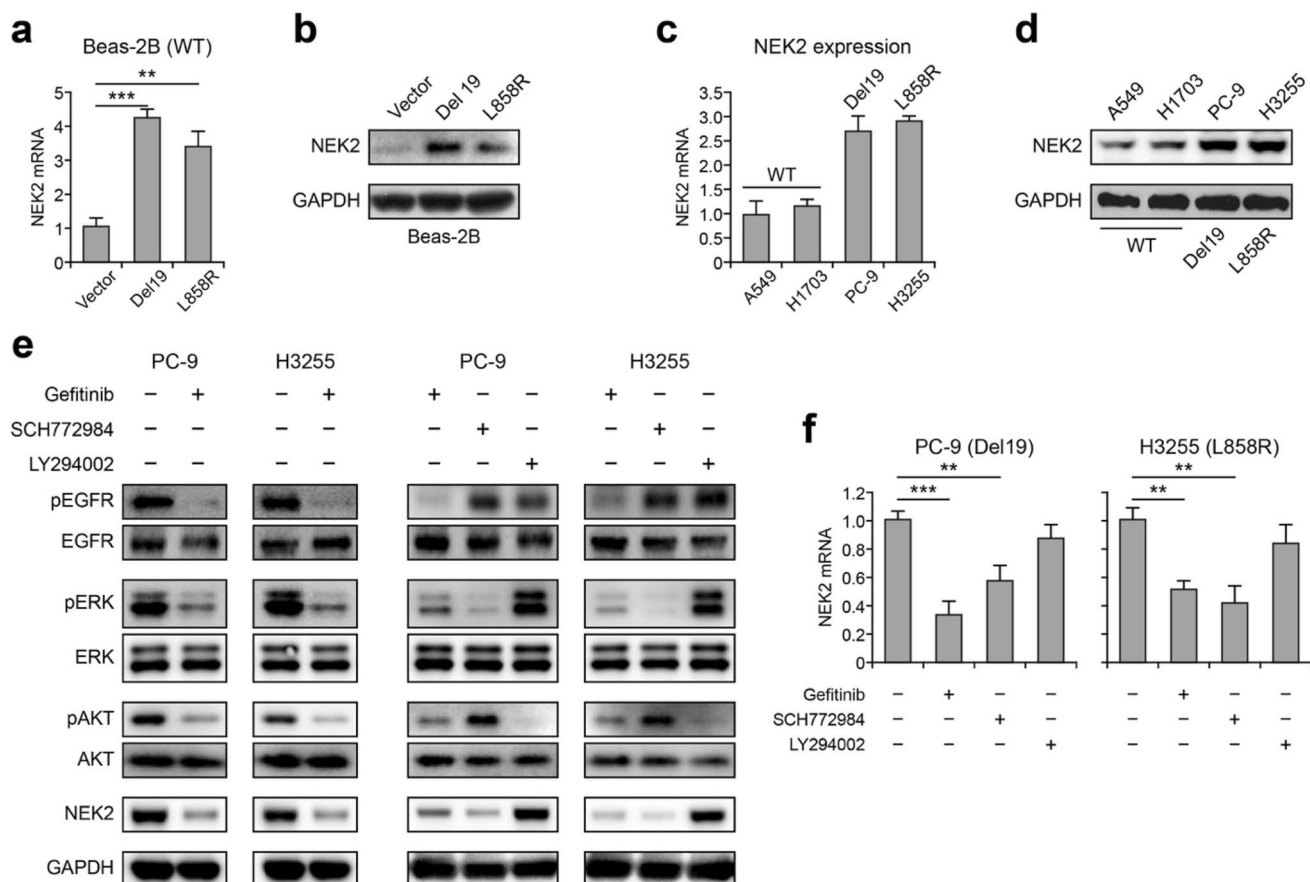 a
Beas-2B (WT)
**
***
NEK2 mRNA
5
4
3
2
1
0
Vector
Del19
L858R
b
Vector
Del 19
L858R
NEK2
GAPDH
Beas-2B
c
NEK2 expression
NEK2 mRNA
3.5
3.0
2.5
2.0
1.5
1.0
0.5
0
WT
Del19
L858R
A549
H1703
PC-9
H3255
d
A549
H1703
PC-9
H3255
NEK2
GAPDH
WT
Del19
L858R
e
PC-9 H3255 PC-9 H3255
Gefitinib – + – + + – – + – –
SCH772984 – – – – – + – – + –
LY294002 – – – – – – + – – +
pEGFR
EGFR
pERK
ERK
pAKT
AKT
NEK2
GAPDH
f
PC-9 (Del19)
**
***
H3255 (L858R)
**
**
NEK2 mRNA
1.2
1.0
0.8
0.6
0.4
0.2
0
Gefitinib – + – – – + – –
SCH772984 – – + – – – + –
LY294002 – – – + – – – +